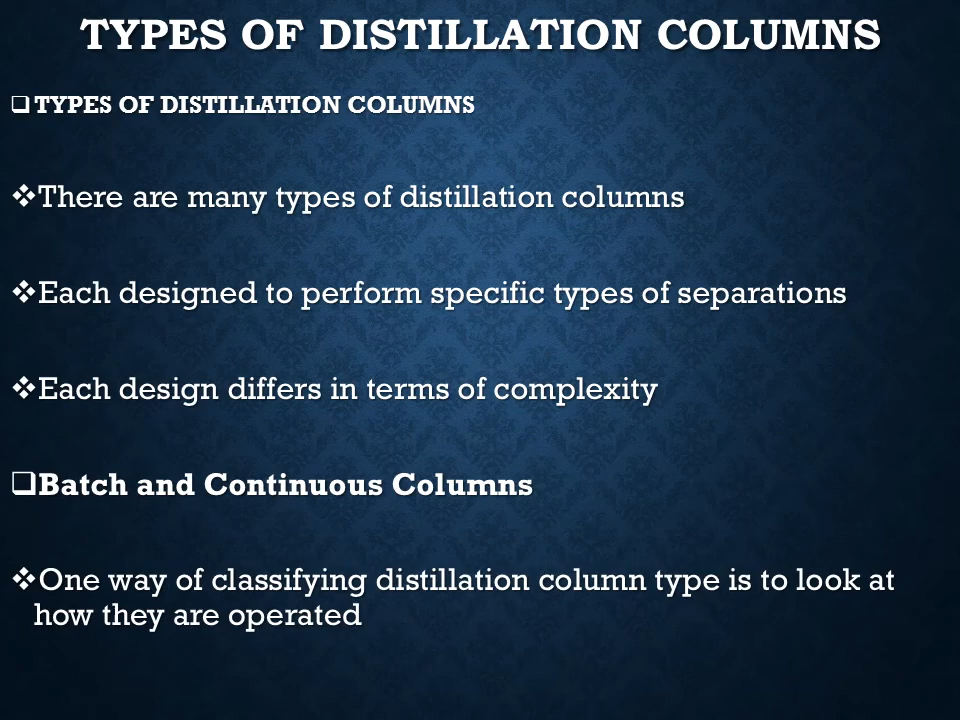 TYPES OF DISTILLATION COLUMNS
❑TYPES OF DISTILLATION COLUMNS
❖There are many types of distillation columns
❖Each designed to perform specific types of separations
❖Each design differs in terms of complexity
❑Batch and Continuous Columns
❖One way of classifying distillation column type is to look at
how they are operated